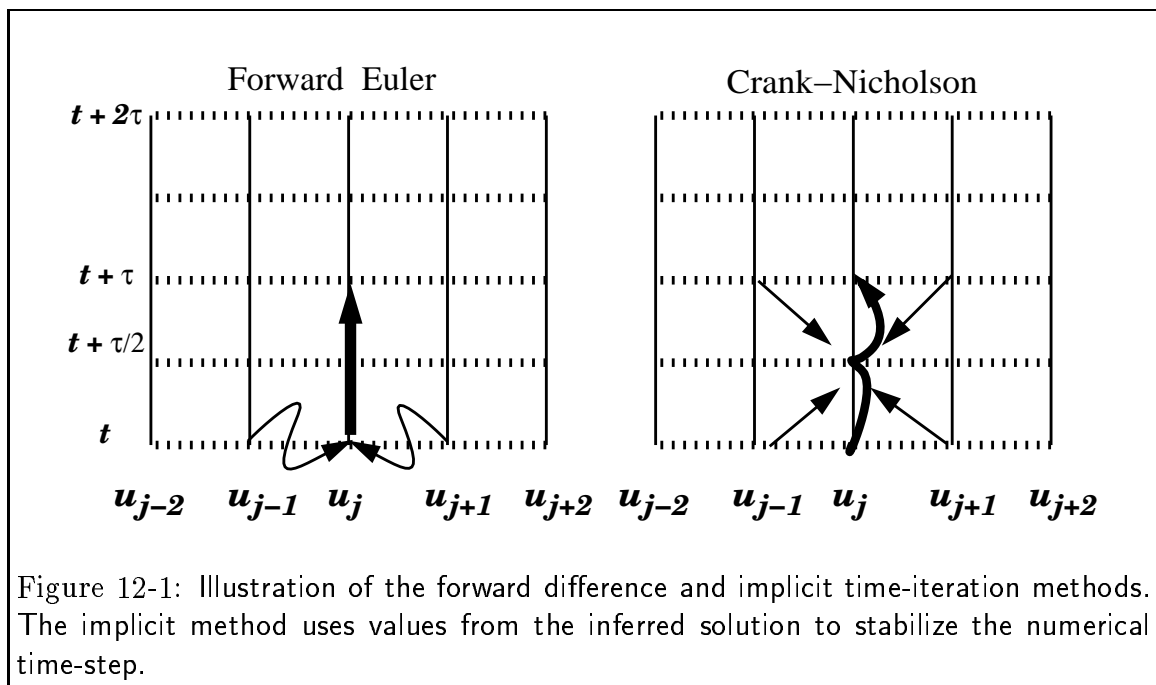 Forward Euler
Crank–Nicholson
t + 2τ
t + τ
t + τ/2
t
u_{j–2} u_{j–1} u_j u_{j+1} u_{j+2}
u_{j–2} u_{j–1} u_j u_{j+1} u_{j+2}
Figure 12-1: Illustration of the forward difference and implicit time-iteration methods.
The implicit method uses values from the inferred solution to stabilize the numerical
time-step.